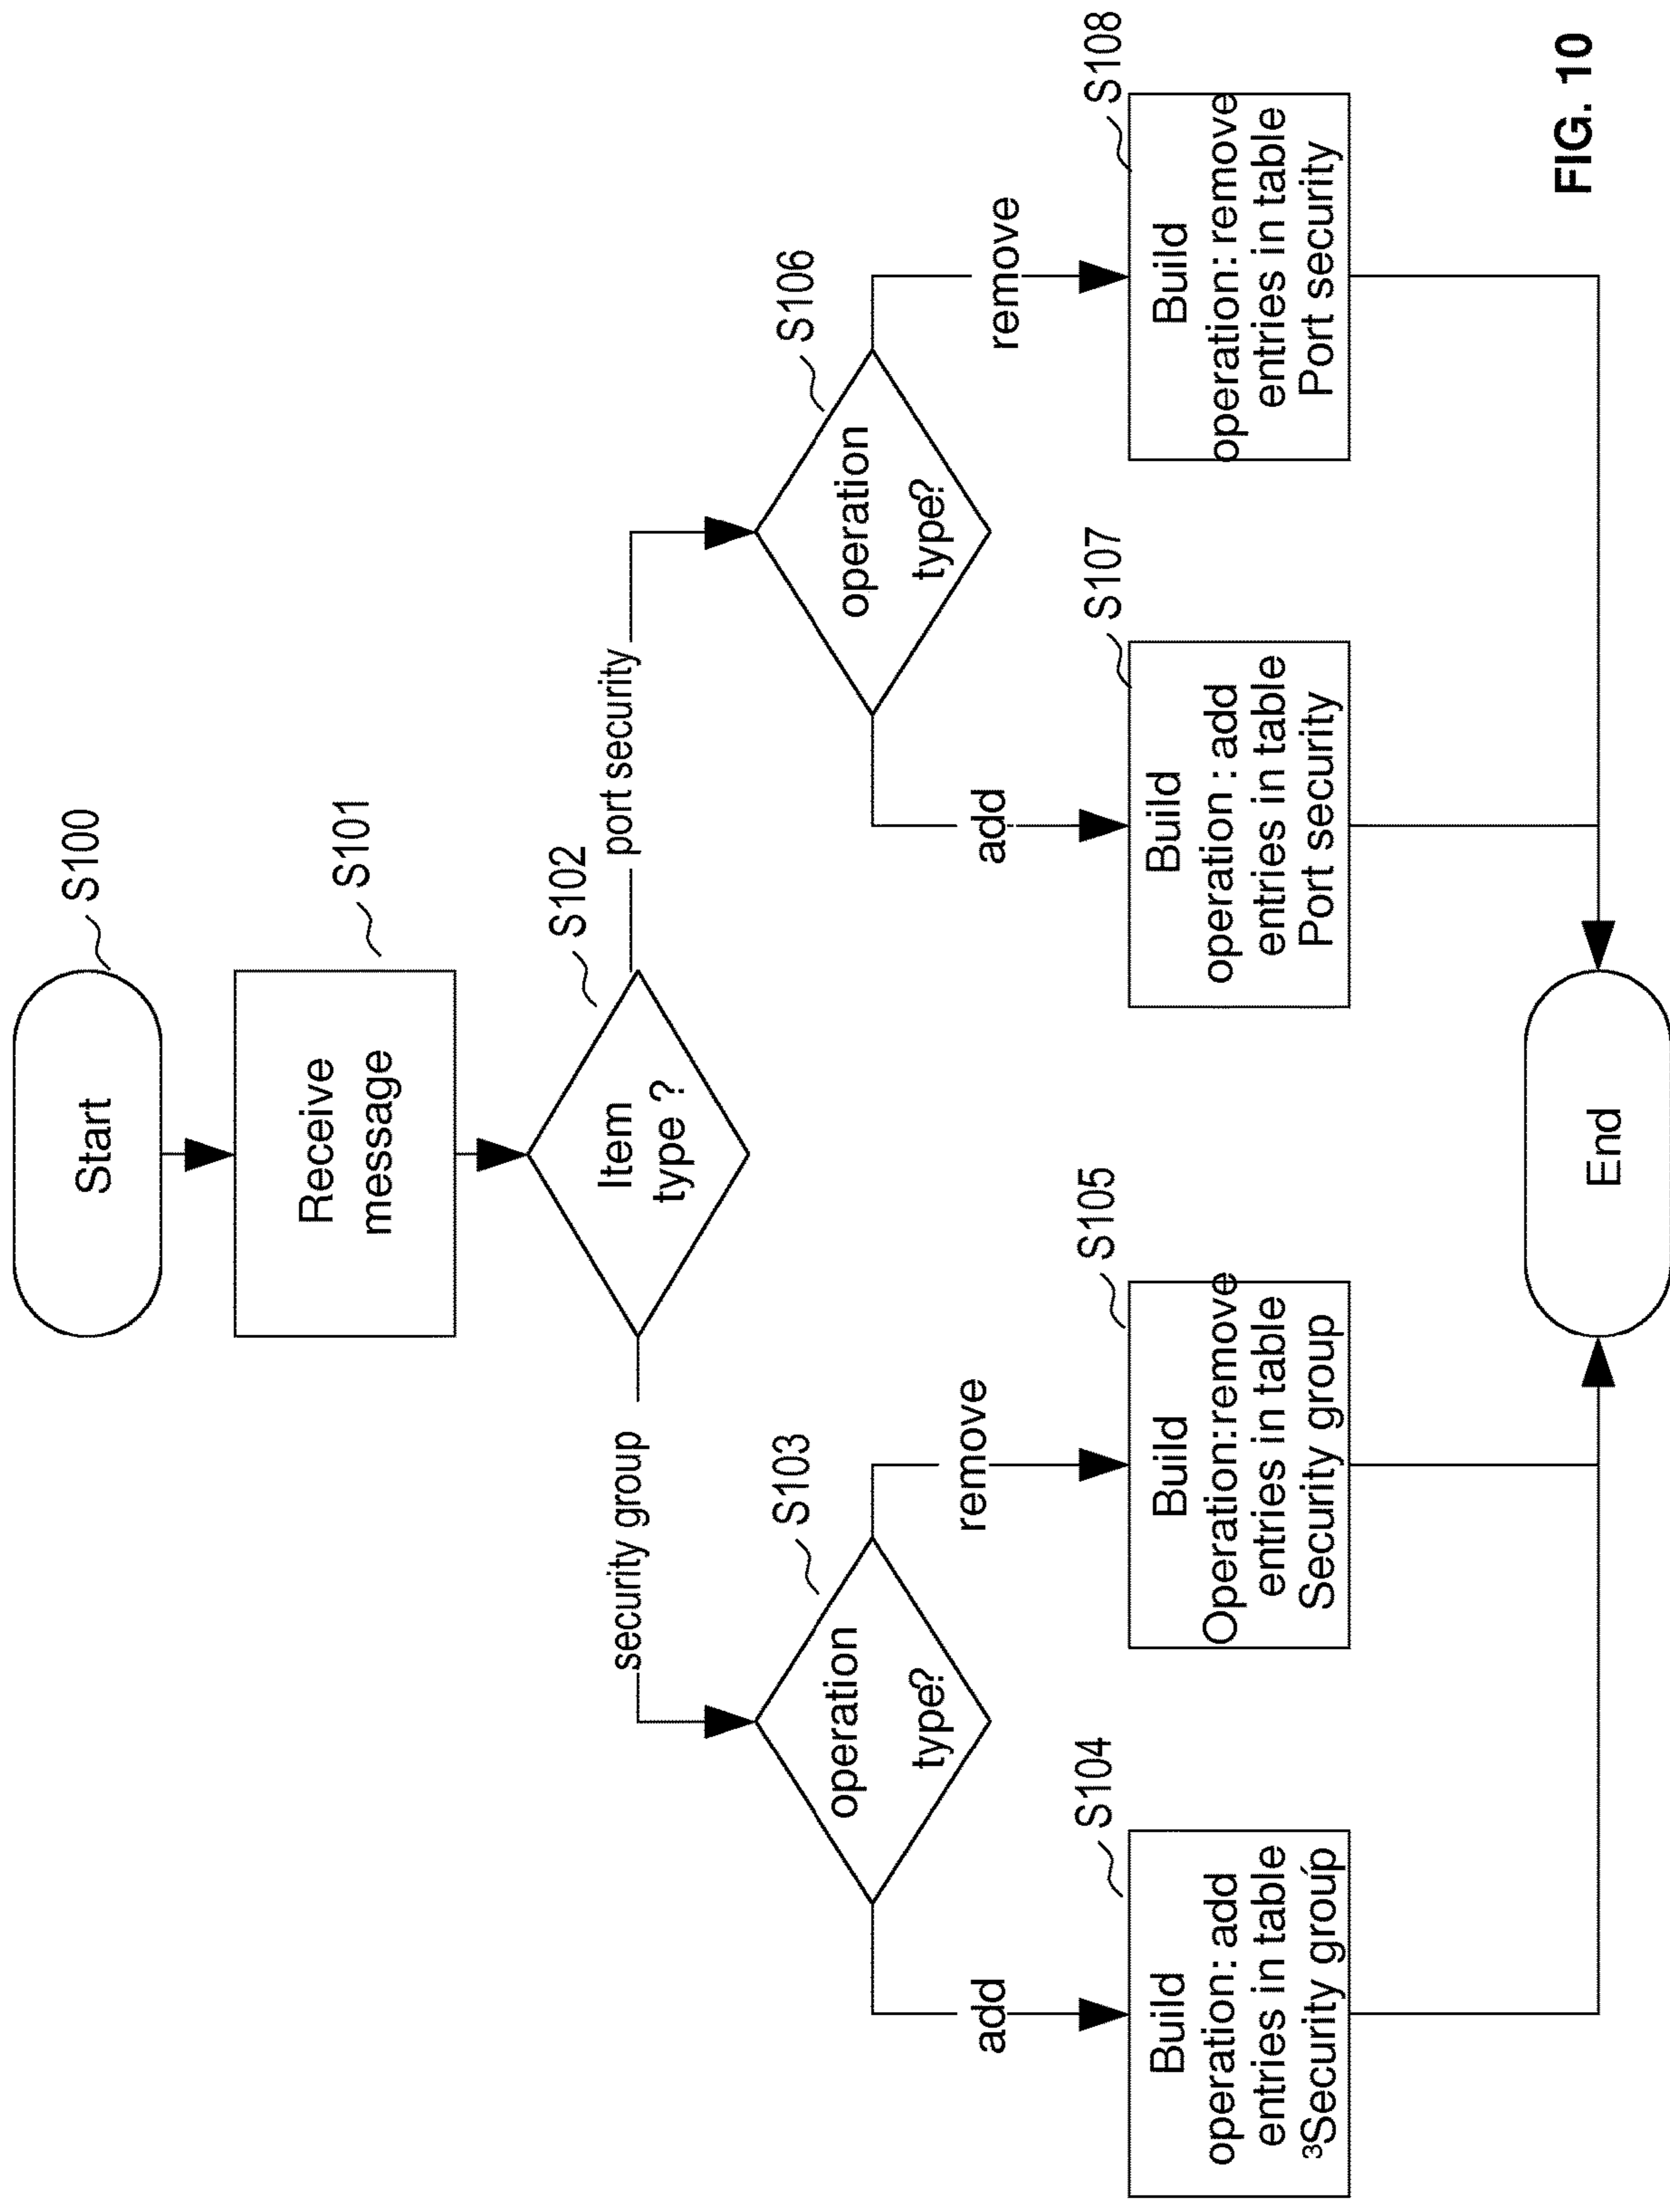 Start
S100
Receive
message
S101
Item
type ?
S102
security group
port security
operation
type?
S103
operation
type?
S106
add
remove
add
remove
Build
operation: add
entries in table
³Security groúp
S104
Build
Operation:remove
entries in table
Security group
S105
Build
operation : add
entries in table
Port security
S107
Build
operation: remove
entries in table
Port security
S108
End
FIG. 10